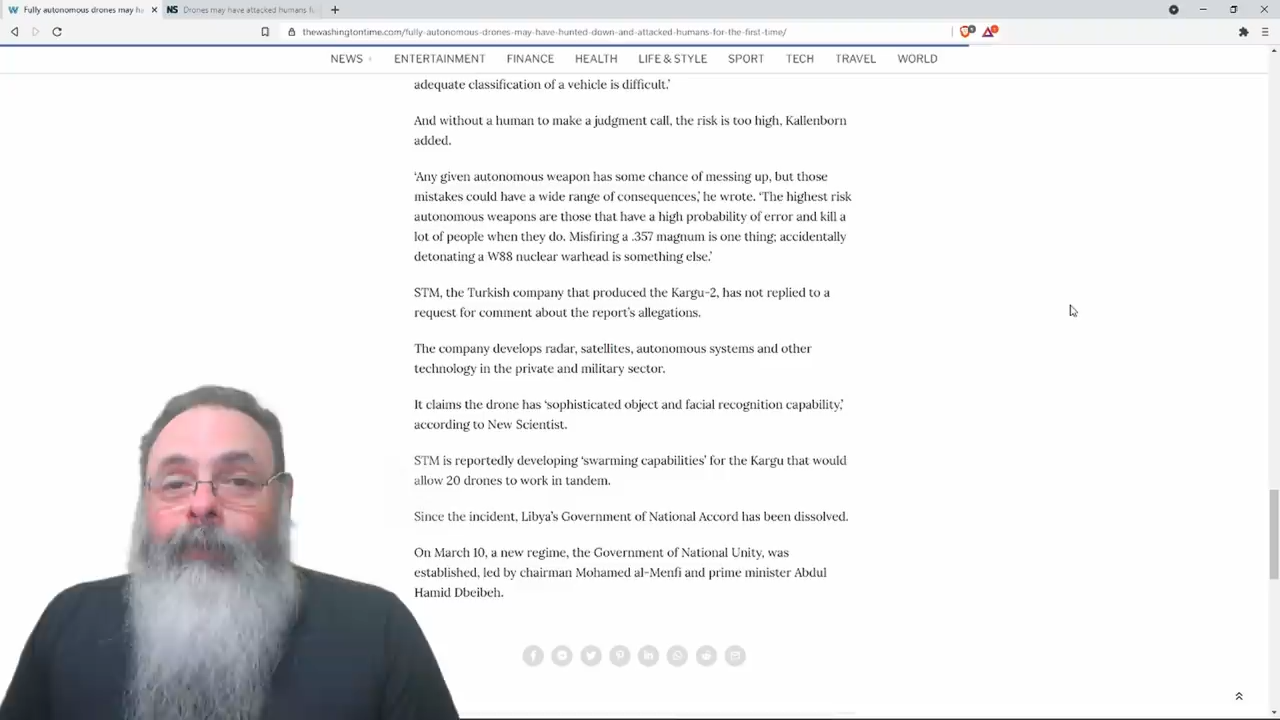 Fully autonomous drones may ha
NS Drones may have attacked humans f
thewashingtontime.com/fully-autonomous-drones-may-have-hunted-down-and-attacked-humans-for-the-first-time/
NEWS ENTERTAINMENT FINANCE HEALTH LIFE & STYLE SPORT TECH TRAVEL WORLD
adequate classification of a vehicle is difficult.’
And without a human to make a judgment call, the risk is too high, Kallenborn
added.
‘Any given autonomous weapon has some chance of messing up, but those
mistakes could have a wide range of consequences,’ he wrote. ‘The highest risk
autonomous weapons are those that have a high probability of error and kill a
lot of people when they do. Misfiring a .357 magnum is one thing; accidentally
detonating a W88 nuclear warhead is something else.’
STM, the Turkish company that produced the Kargu-2, has not replied to a
request for comment about the report’s allegations.
The company develops radar, satellites, autonomous systems and other
technology in the private and military sector.
It claims the drone has ‘sophisticated object and facial recognition capability,’
according to New Scientist.
STM is reportedly developing ‘swarming capabilities’ for the Kargu that would
allow 20 drones to work in tandem.
Since the incident, Libya’s Government of National Accord has been dissolved.
On March 10, a new regime, the Government of National Unity, was
established, led by chairman Mohamed al-Menfi and prime minister Abdul
Hamid Dbeibeh.